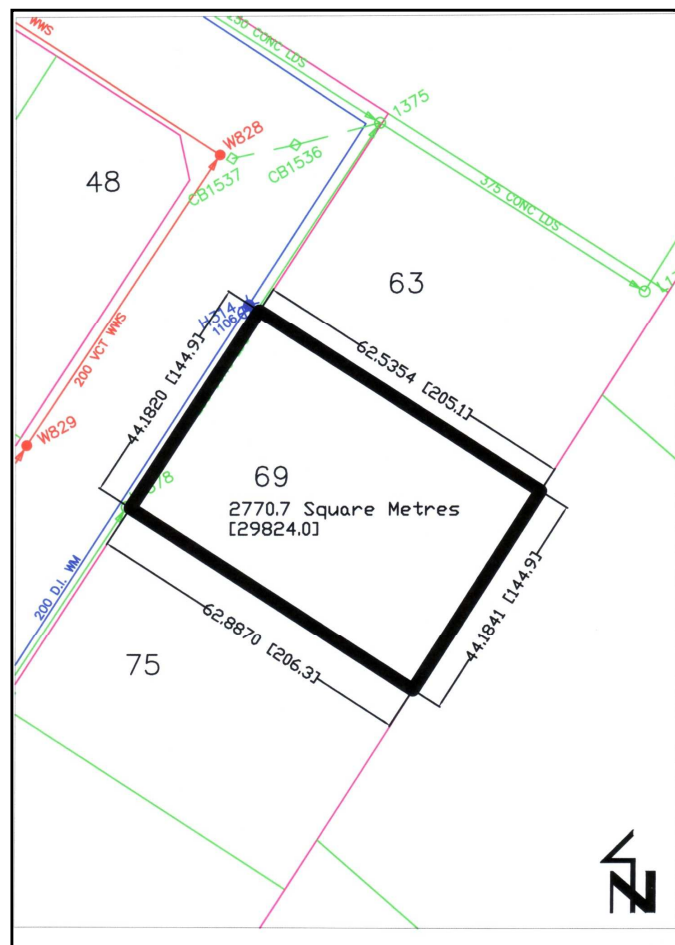 250 CONC LDS
WWS
1375
W828
CB1536
CB1537
48
375 CONC LDS
63
200 VCT WWS
44.1820 [144.9]
62.5354 [205.1]
W829
69
2770.7 Square Metres
[29824.0]
200 D.I. WM
62.8870 [206.3]
44.1841 [144.9]
75
N